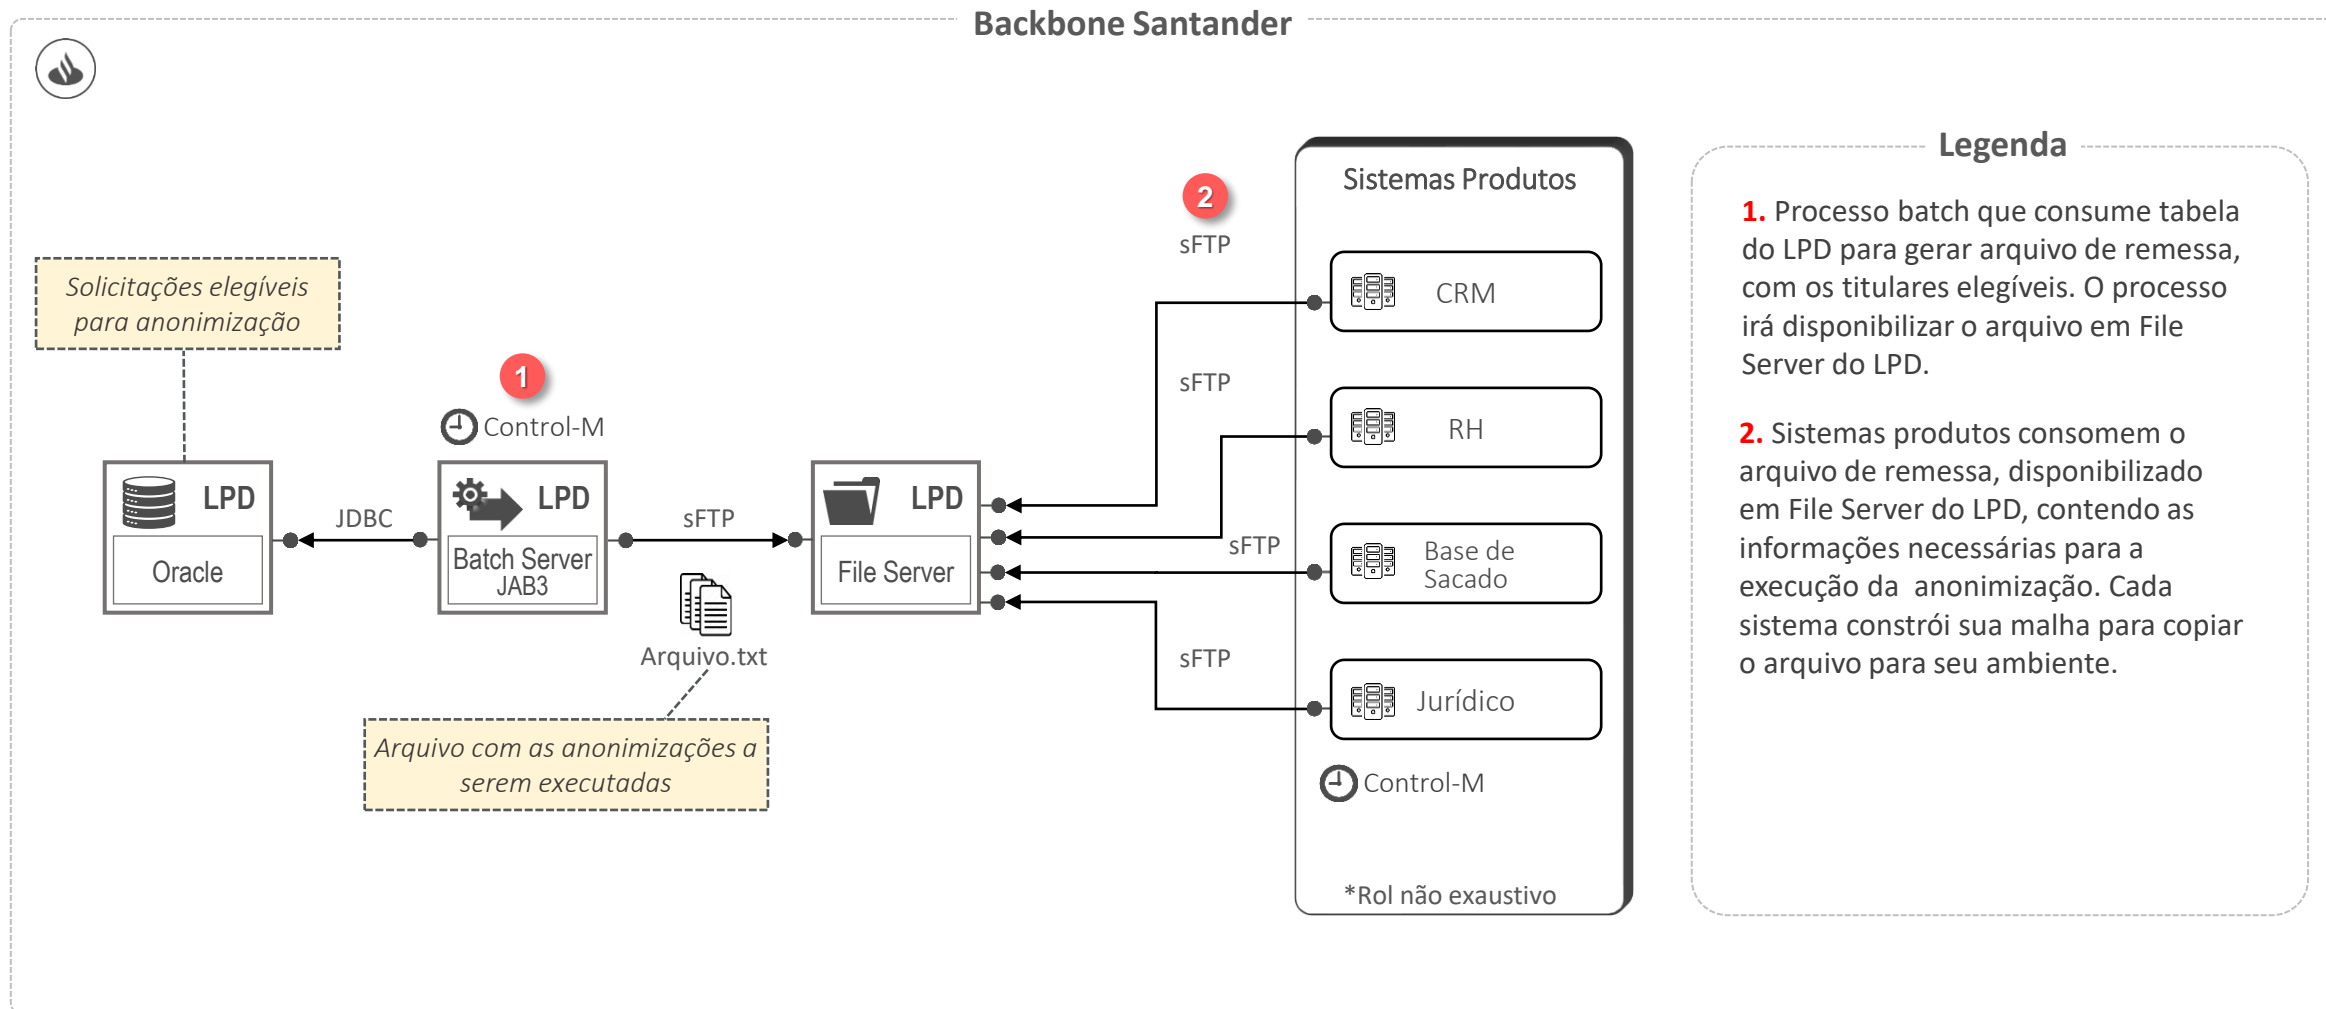 Backbone Santander
Solicitações elegíveis
para anonimização
1
Control-M
LPD
Oracle
JDBC
LPD
Batch Server
JAB3
sFTP
Arquivo.txt
Arquivo com as anonimizações a
serem executadas
LPD
File Server
2
sFTP
sFTP
sFTP
sFTP
Sistemas Produtos
CRM
RH
Base de
Sacado
Jurídico
Control-M
*Rol não exaustivo
Legenda
1. Processo batch que consume tabela
do LPD para gerar arquivo de remessa,
com os titulares elegíveis. O processo
irá disponibilizar o arquivo em File
Server do LPD.
2. Sistemas produtos consomem o
arquivo de remessa, disponibilizado
em File Server do LPD, contendo as
informações necessárias para a
execução da  anonimização. Cada
sistema constrói sua malha para copiar
o arquivo para seu ambiente.